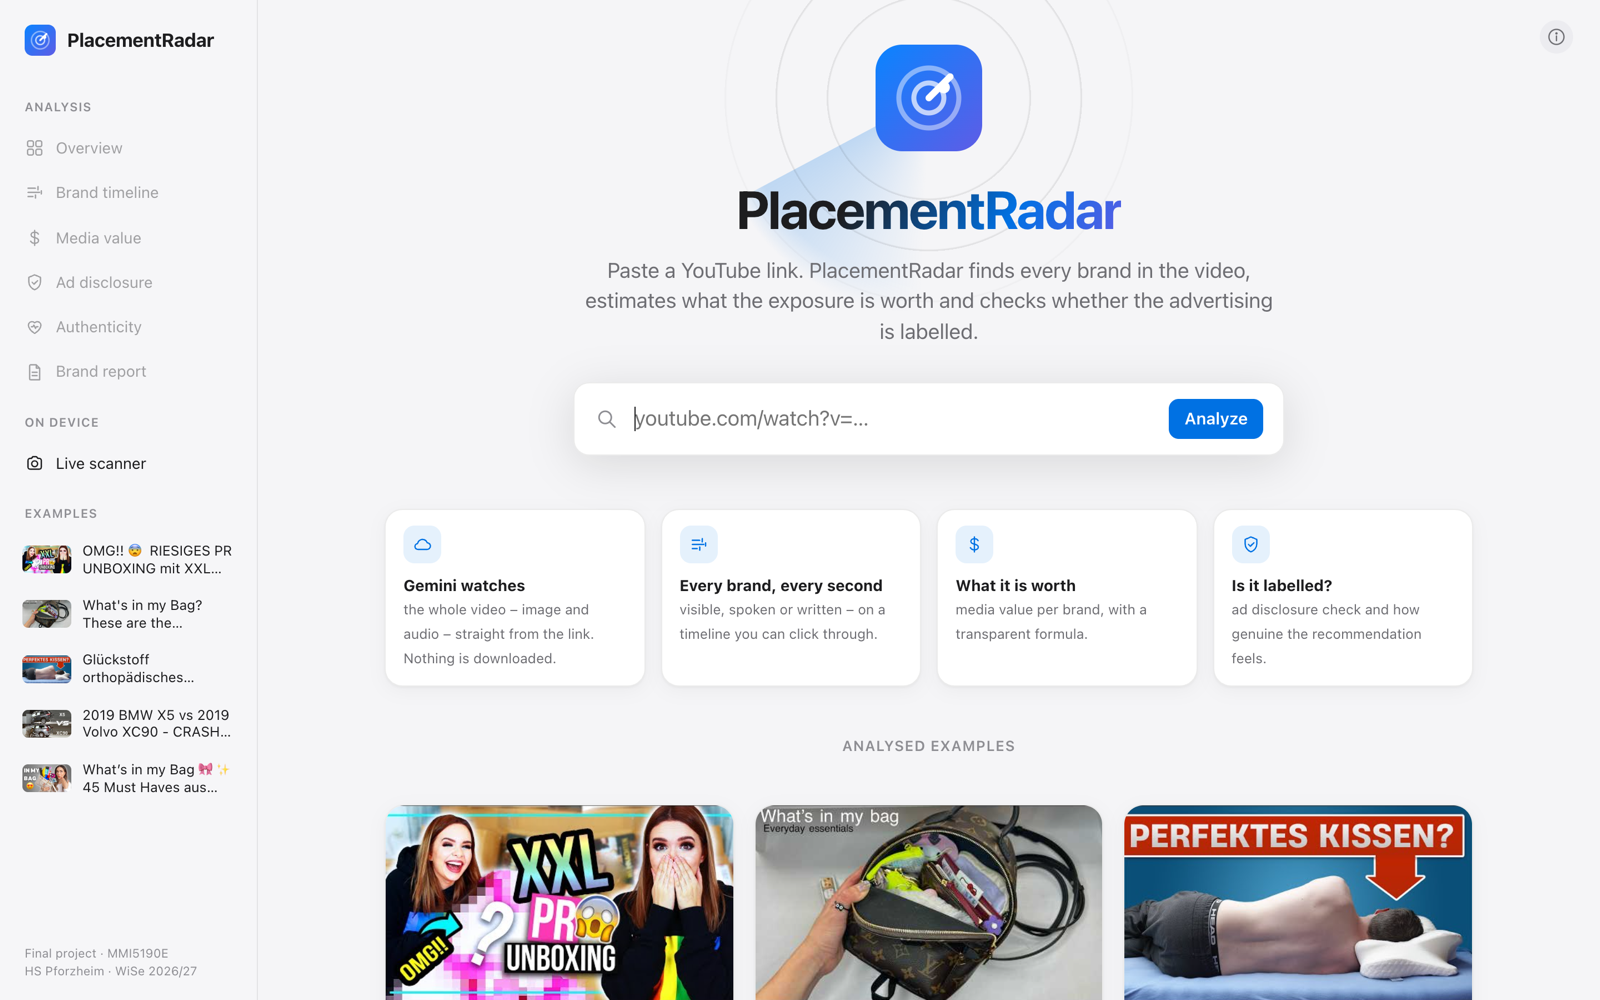 PlacementRadar
ANALYSIS
Overview
Brand timeline
Media value
Ad disclosure
Authenticity
Brand report
ON DEVICE
Live scanner
EXAMPLES
OMG!! 😨 RIESIGES PR
UNBOXING mit XXL...
What's in my Bag?
These are the...
Glückstoff
orthopädisches...
2019 BMW X5 vs 2019
Volvo XC90 - CRASH...
What's in my Bag 🎀 ✨
45 Must Haves aus...
Final project · MMI5190E
HS Pforzheim · WiSe 2026/27
PlacementRadar
Paste a YouTube link. PlacementRadar finds every brand in the video,
estimates what the exposure is worth and checks whether the advertising
is labelled.
youtube.com/watch?v=...
Analyze
Gemini watches
the whole video – image and
audio – straight from the link.
Nothing is downloaded.
Every brand, every second
visible, spoken or written – on a
timeline you can click through.
What it is worth
media value per brand, with a
transparent formula.
Is it labelled?
ad disclosure check and how
genuine the recommendation
feels.
ANALYSED EXAMPLES
XXL
PR
UNBOXING
OMG!!
?
What's in my bag
Everyday essentials
PERFEKTES KISSEN?
HEAD